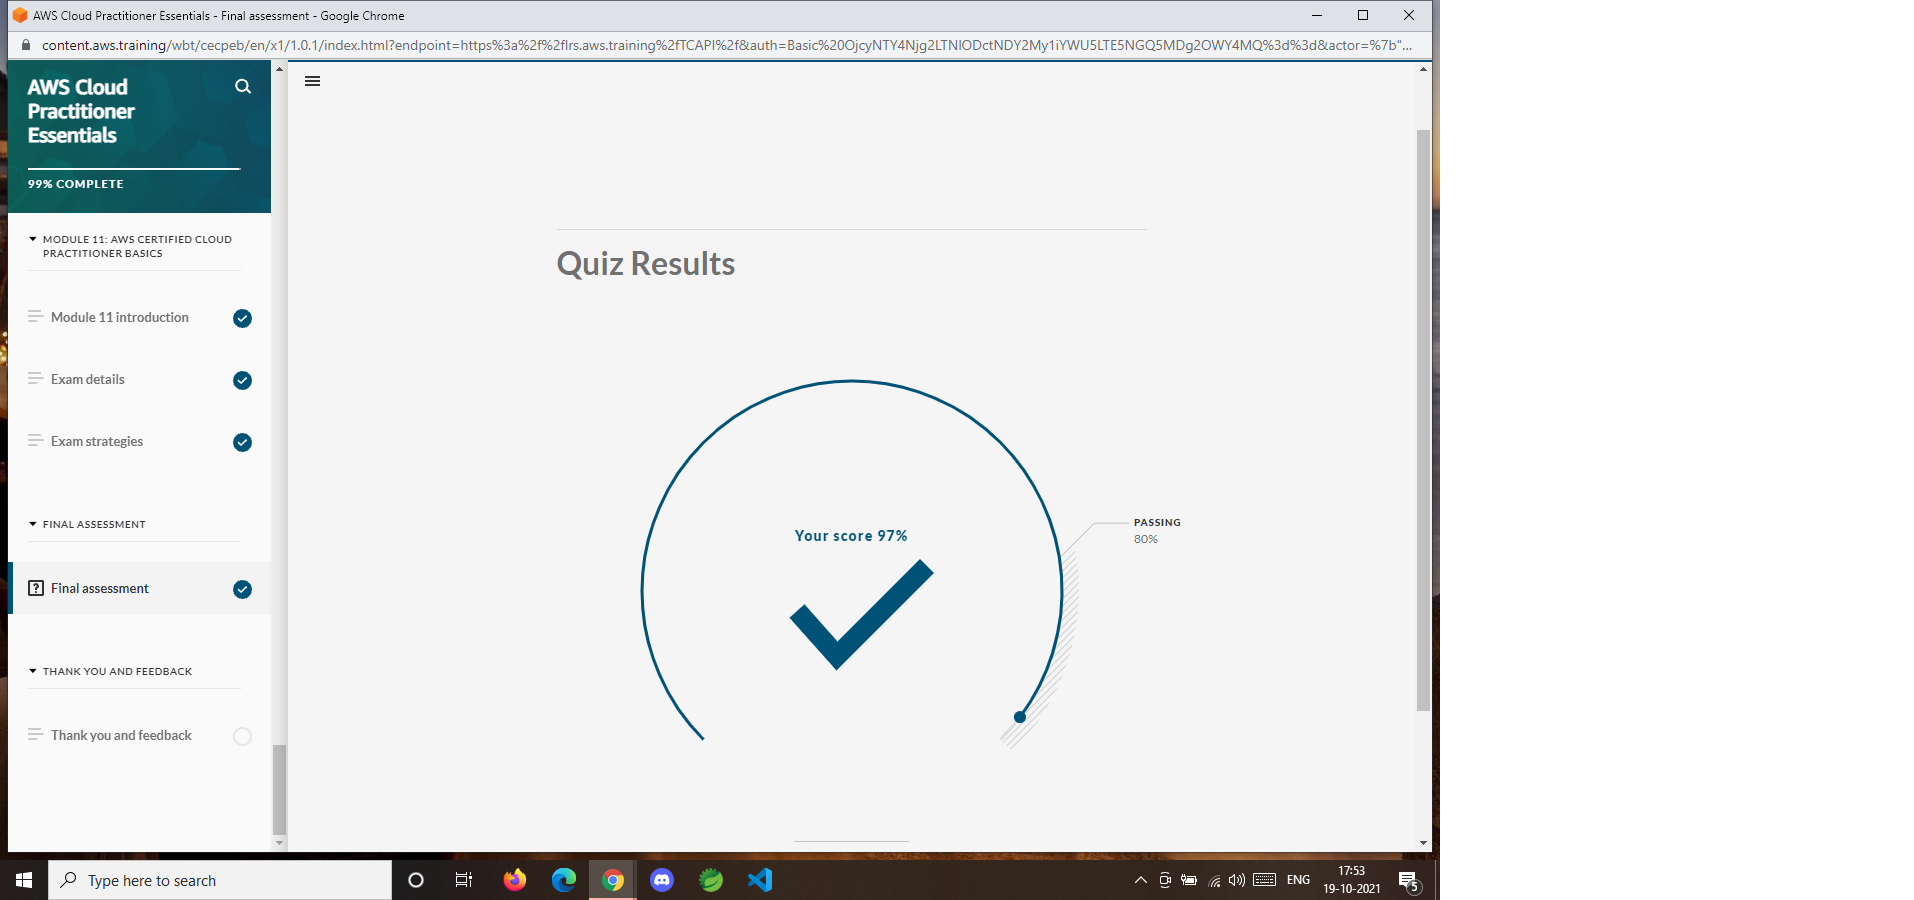 AWS Cloud Practitioner Essentials - Final assessment - Google Chrome
content.aws.training/wbt/cecpeb/en/x1/1.0.1/index.html?endpoint=https%3a%2f%2flrs.aws.training%2fTCAPI%2f&auth=Basic%20OjcyNTY4Njg2LTNlODctNDY2My1iYWU5LTE5NGQ5MDg2OWY4MQ%3d%3d&actor=%7b"...
AWS Cloud
Practitioner
Essentials
99% COMPLETE
MODULE 11: AWS CERTIFIED CLOUD
PRACTITIONER BASICS
Module 11 introduction
Exam details
Exam strategies
FINAL ASSESSMENT
Final assessment
THANK YOU AND FEEDBACK
Thank you and feedback
Quiz Results
Your score 97%
PASSING
80%
Type here to search
ENG
17:53
19-10-2021
5